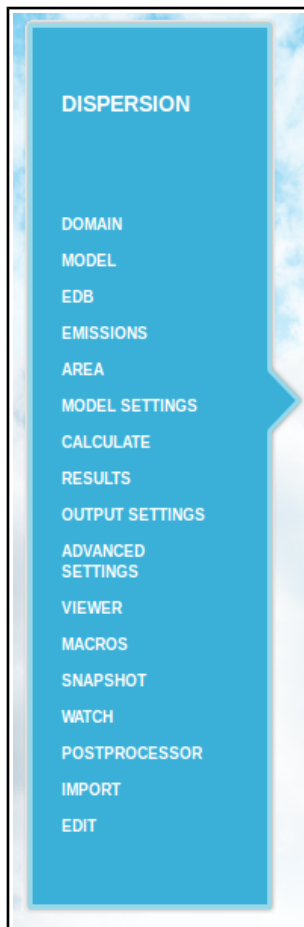 DISPERSION
DOMAIN
MODEL
EDB
EMISSIONS
AREA
MODEL SETTINGS
CALCULATE
RESULTS
OUTPUT SETTINGS
ADVANCED
SETTINGS
VIEWER
MACROS
SNAPSHOT
WATCH
POSTPROCESSOR
IMPORT
EDIT